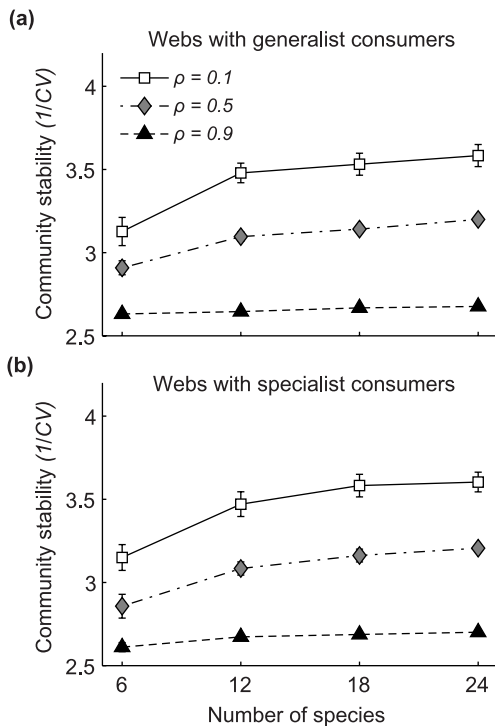 (a)
Webs with generalist consumers
4
ρ = 0.1
ρ = 0.5
ρ = 0.9
3.5
3
2.5
Community stability (1/CV)
(b)
Webs with specialist consumers
4
3.5
3
2.5
Community stability (1/CV)
6 12 18 24
Number of species